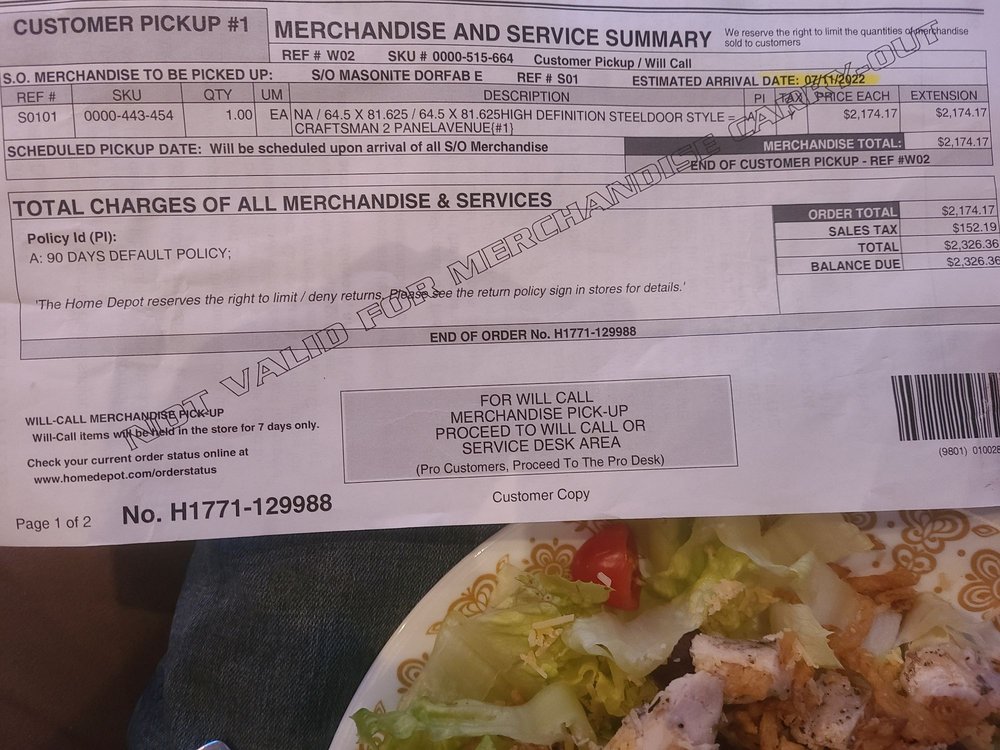 CUSTOMER PICKUP #1
MERCHANDISE AND SERVICE SUMMARY
We reserve the right to limit the quantities of merchandise
sold to customers
REF # W02 SKU # 0000-515-664 Customer Pickup / Will Call
S.O. MERCHANDISE TO BE PICKED UP: S/O MASONITE DORFAB E REF # S01 ESTIMATED ARRIVAL DATE: 07/11/2022
REF # SKU QTY UM DESCRIPTION PI TAX PRICE EACH EXTENSION
S0101 0000-443-454 1.00 EA NA / 64.5 X 81.625 / 64.5 X 81.625HIGH DEFINITION STEELDOOR STYLE = A Y $2,174.17 $2,174.17
CRAFTSMAN 2 PANELAVENUE{#1}
SCHEDULED PICKUP DATE: Will be scheduled upon arrival of all S/O Merchandise
MERCHANDISE TOTAL: $2,174.17
END OF CUSTOMER PICKUP - REF #W02
TOTAL CHARGES OF ALL MERCHANDISE & SERVICES
Policy Id (PI):
A: 90 DAYS DEFAULT POLICY;
ORDER TOTAL $2,174.17
SALES TAX $152.19
TOTAL $2,326.36
BALANCE DUE $2,326.36
'The Home Depot reserves the right to limit / deny returns. Please see the return policy sign in stores for details.'
END OF ORDER No. H1771-129988
NOT VALID FOR MERCHANDISE CARRY-OUT
WILL-CALL MERCHANDISE PICK-UP
Will-Call items will be held in the store for 7 days only.
Check your current order status online at
www.homedepot.com/orderstatus
FOR WILL CALL
MERCHANDISE PICK-UP
PROCEED TO WILL CALL OR
SERVICE DESK AREA
(Pro Customers, Proceed To The Pro Desk)
(9801) 010028
Page 1 of 2 No. H1771-129988
Customer Copy